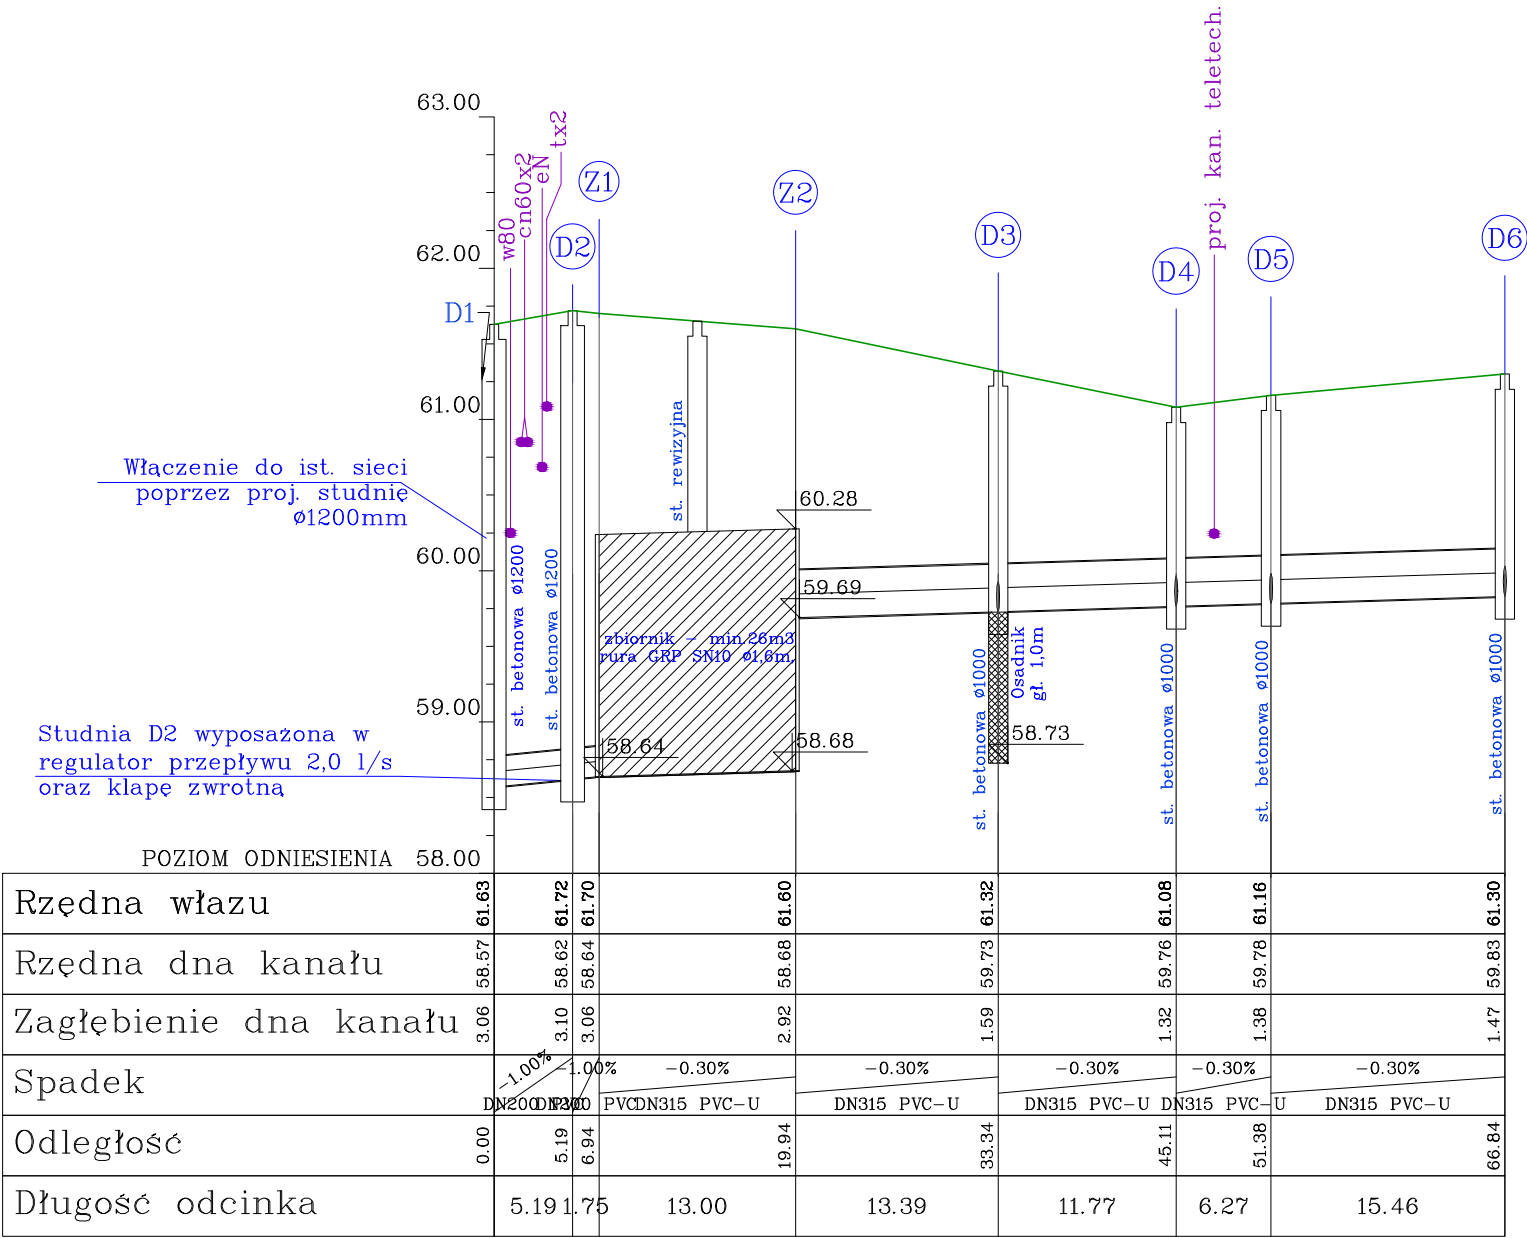 63.00
62.00
61.00
60.00
59.00
POZIOM ODNIESIENIA 58.00
w80
cn60x2
eN
tx2
proj. kan. teletech.
D1
D2
Z1
Z2
D3
D4
D5
D6
Włączenie do ist. sieci
poprzez proj. studnię
ø1200mm
Studnia D2 wyposażona w
regulator przepływu 2,0 l/s
oraz klapę zwrotną
st. betonowa ø1200
st. betonowa ø1200
st. rewizyjna
zbiornik – min.26m3
rura GRP SN10 ø1,6m,
60.28
59.69
58.64
58.68
st. betonowa ø1000
Osadnik
gł. 1,0m
58.73
st. betonowa ø1000
st. betonowa ø1000
st. betonowa ø1000
Rzędna włazu 61.63 61.72 61.70 61.60 61.32 61.08 61.16 61.30
Rzędna dna kanału 58.57 58.62 58.64 58.68 59.73 59.76 59.78 59.83
Zagłębienie dna kanału 3.06 3.10 3.06 2.92 1.59 1.32 1.38 1.47
Spadek
-1.00% -1.00% -0.30% -0.30% -0.30% -0.30% -0.30%
DN200 PVC DN200 PVC DN315 PVC-U DN315 PVC-U DN315 PVC-U DN315 PVC-U DN315 PVC-U
Odległość 0.00 5.19 6.94 19.94 33.34 45.11 51.38 66.84
Długość odcinka 5.19 1.75 13.00 13.39 11.77 6.27 15.46